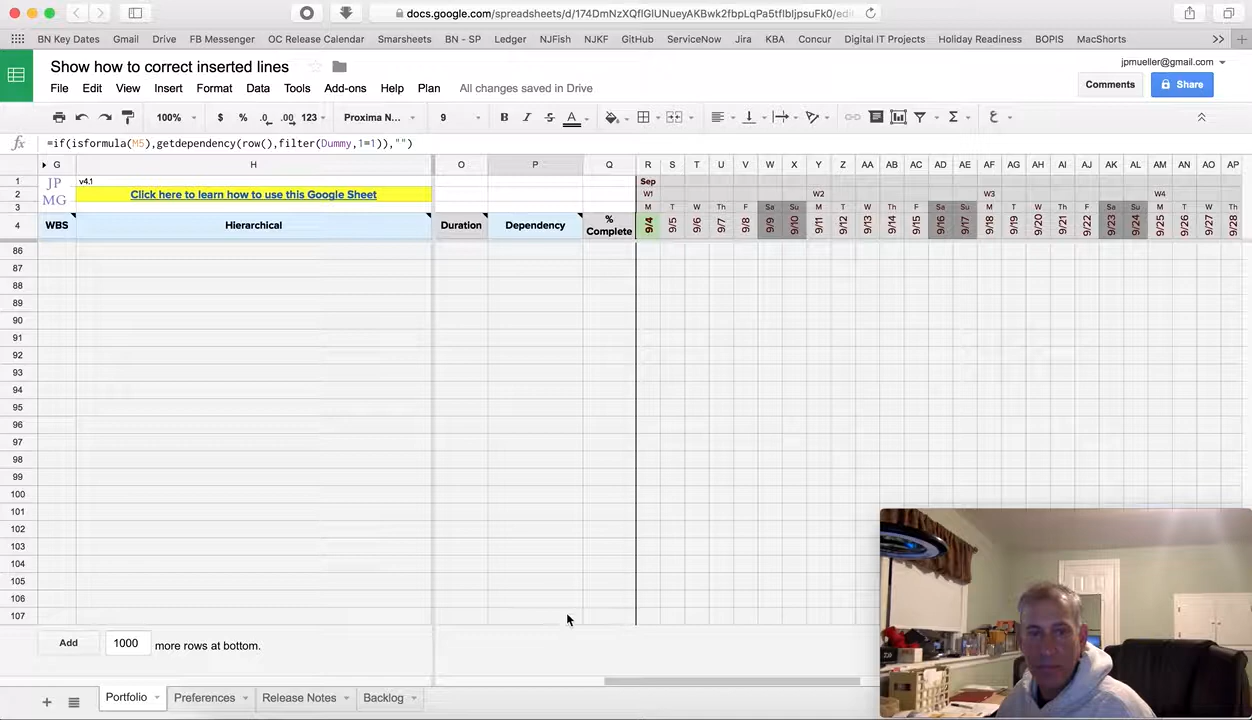 docs.google.com/spreadsheets/d/174DmNzXQflGlUNueyAKBwk2fbpLqPa5tflbljpsuFk0/edi
BN Key Dates Gmail Drive FB Messenger OC Release Calendar Smarsheets BN - SP Ledger NJFish NJKF GitHub ServiceNow Jira KBA Concur Digital IT Projects Holiday Readiness BOPIS MacShorts
Show how to correct inserted lines
jpmueller@gmail.com
File Edit View Insert Format Data Tools Add-ons Help Plan All changes saved in Drive
Comments Share
100% $ % .0 .00 123 Proxima N... 9 B I S A
fx =if(isformula(M5),getdependency(row(),filter(Dummy,1=1)),"")
G H O P Q R S T U V W X Y Z AA AB AC AD AE AF AG AH AI AJ AK AL AM AN AO AP
1 JP v4.1 Sep
2 MG Click here to learn how to use this Google Sheet W1 W2 W3 W4
3 M T W Th F Sa Su M T W Th F Sa Su M T W Th F Sa Su M T W Th
4 WBS Hierarchical Duration Dependency % Complete 9/4 9/5 9/6 9/7 9/8 9/9 9/10 9/11 9/12 9/13 9/14 9/15 9/16 9/17 9/18 9/19 9/20 9/21 9/22 9/23 9/24 9/25 9/26 9/27 9/28
86
87
88
89
90
91
92
93
94
95
96
97
98
99
100
101
102
103
104
105
106
107
Add 1000 more rows at bottom.
Portfolio Preferences Release Notes Backlog